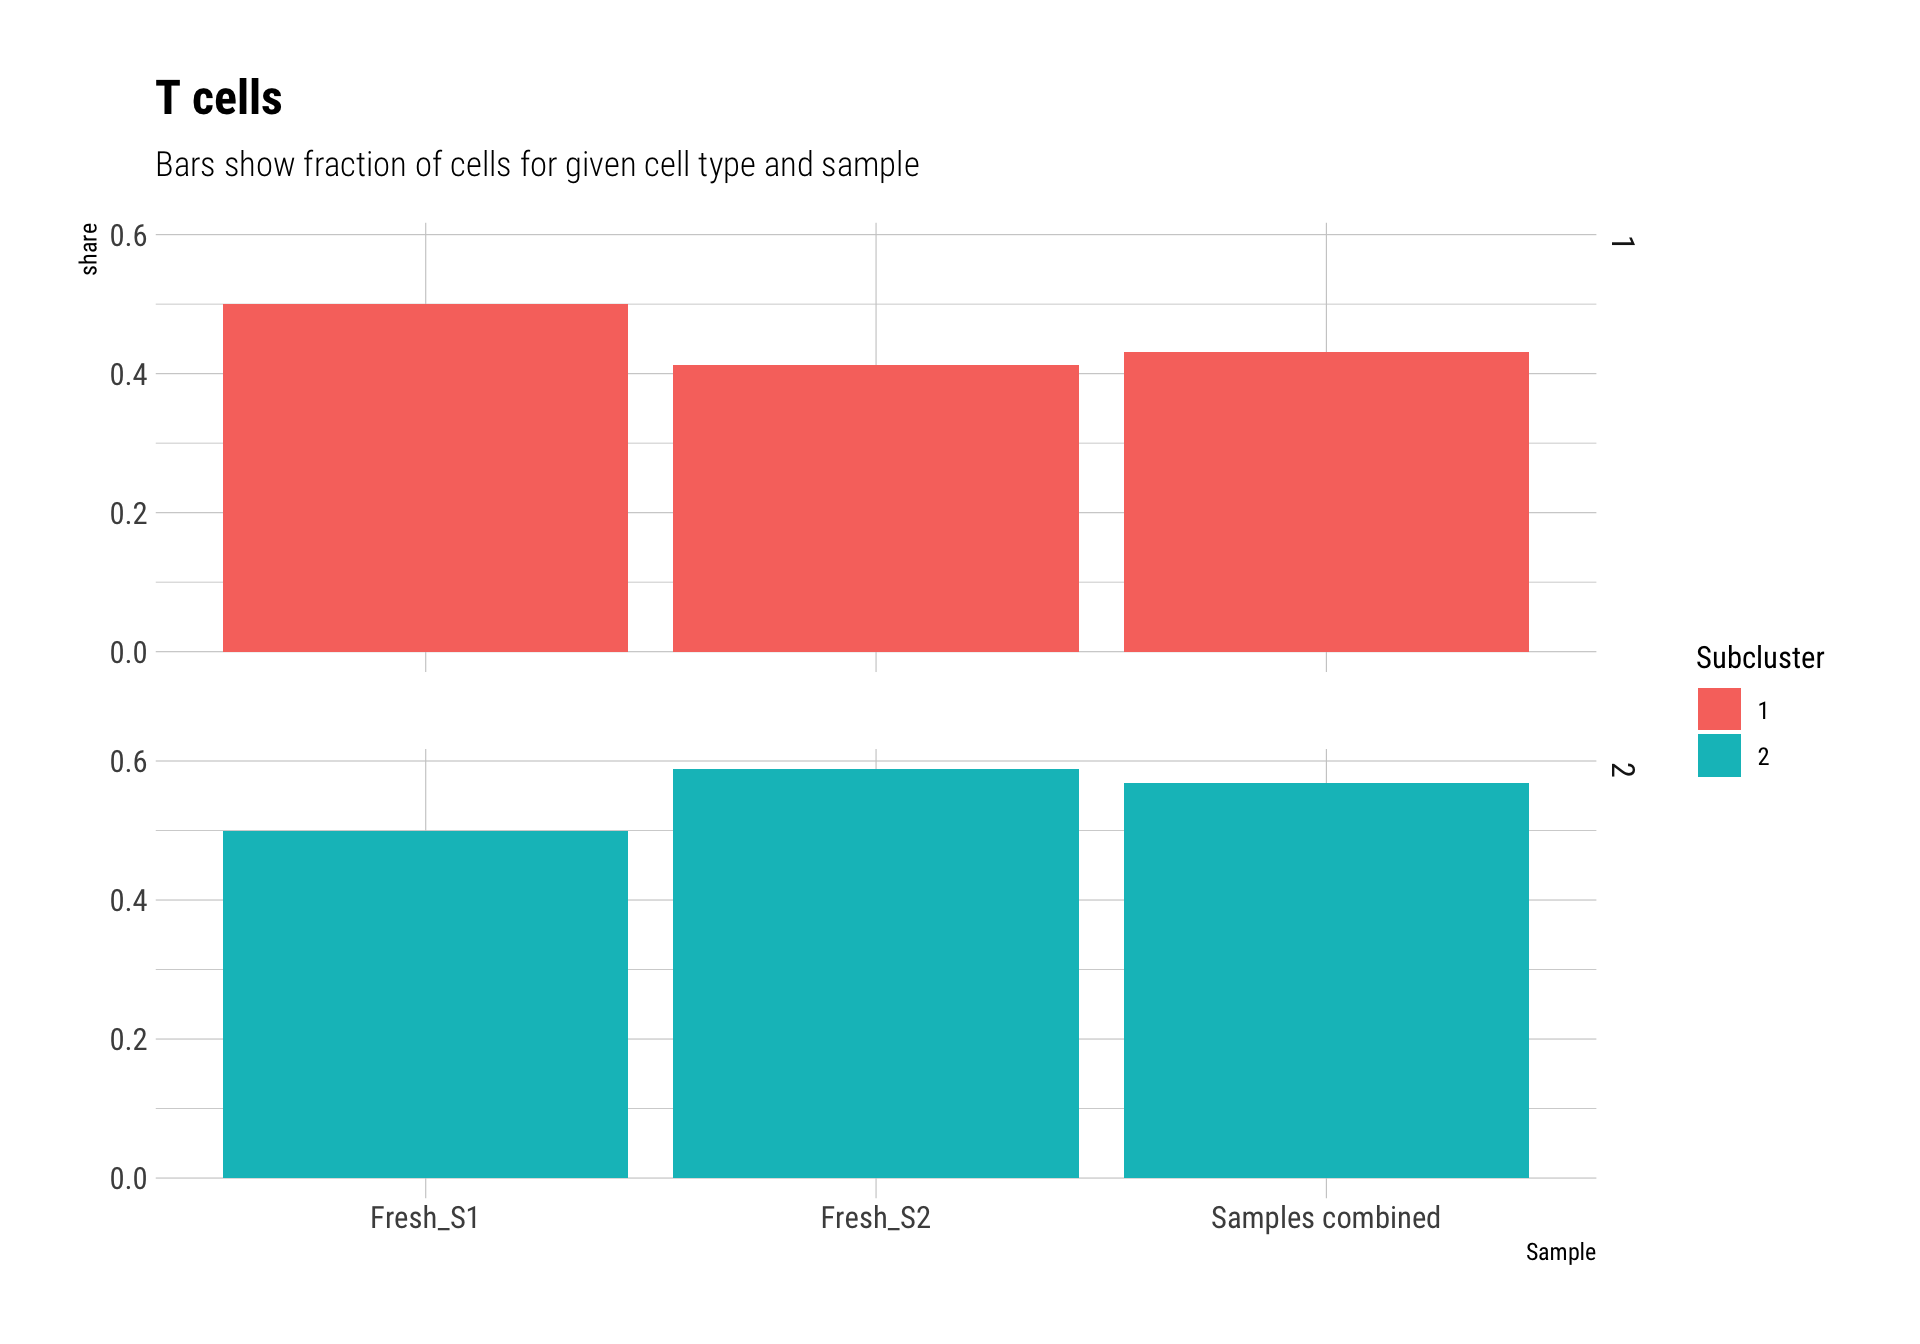 T cells
Bars show fraction of cells for given cell type and sample
share
0.6
0.4
0.2
0.0
1
0.6
0.4
0.2
0.0
2
Fresh_S1
Fresh_S2
Samples combined
Sample
Subcluster
1
2